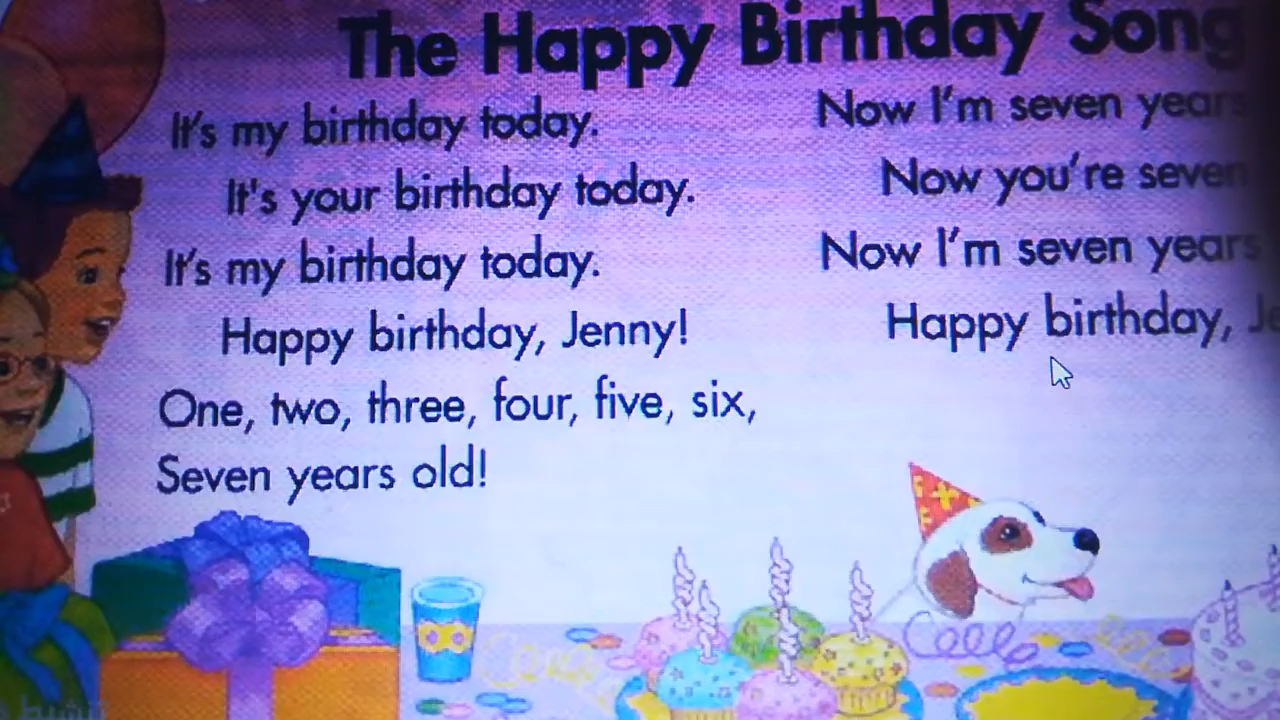 The Happy Birthday Song
It's my birthday today.
It's your birthday today.
It's my birthday today.
Happy birthday, Jenny!
One, two, three, four, five, six,
Seven years old!
Now I'm seven years
Now you're seven
Now I'm seven years
Happy birthday,